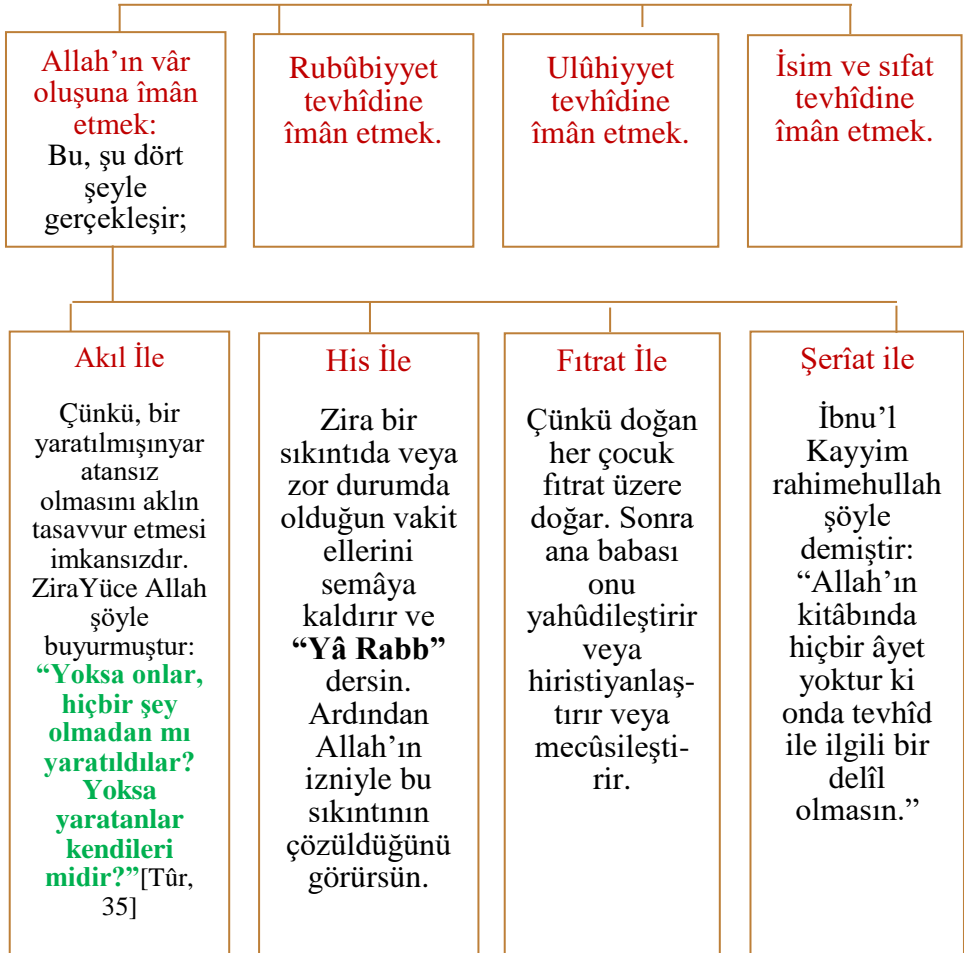 Allah’ın vâr
oluşuna îmân
etmek:
Bu, şu dört
şeyle
gerçekleşir;
Rubûbiyyet
tevhîdine
îmân etmek.
Ulûhiyyet
tevhîdine
îmân etmek.
İsim ve sıfat
tevhîdine
îmân etmek.
Akıl İle
Çünkü, bir
yaratılmışınyar
atansız
olmasını aklın
tasavvur etmesi
imkansızdır.
ZiraYüce Allah
şöyle
buyurmuştur:
“Yoksa onlar,
hiçbir şey
olmadan mı
yaratıldılar?
Yoksa
yaratanlar
kendileri
midir?”[Tûr,
35]
His İle
Zira bir
sıkıntıda veya
zor durumda
olduğun vakit
ellerini
semâya
kaldırır ve
“Yâ Rabb”
dersin.
Ardından
Allah’ın
izniyle bu
sıkıntının
çözüldüğünü
görürsün.
Fıtrat İle
Çünkü doğan
her çocuk
fıtrat üzere
doğar. Sonra
ana babası
onu
yahûdileştirir
veya
hiristiyanlaş-
tırır veya
mecûsileşti-
rir.
Şerîat ile
İbnu’l
Kayyim
rahimehullah
şöyle
demiştir:
“Allah’ın
kitâbında
hiçbir âyet
yoktur ki
onda tevhîd
ile ilgili bir
delîl
olmasın.”